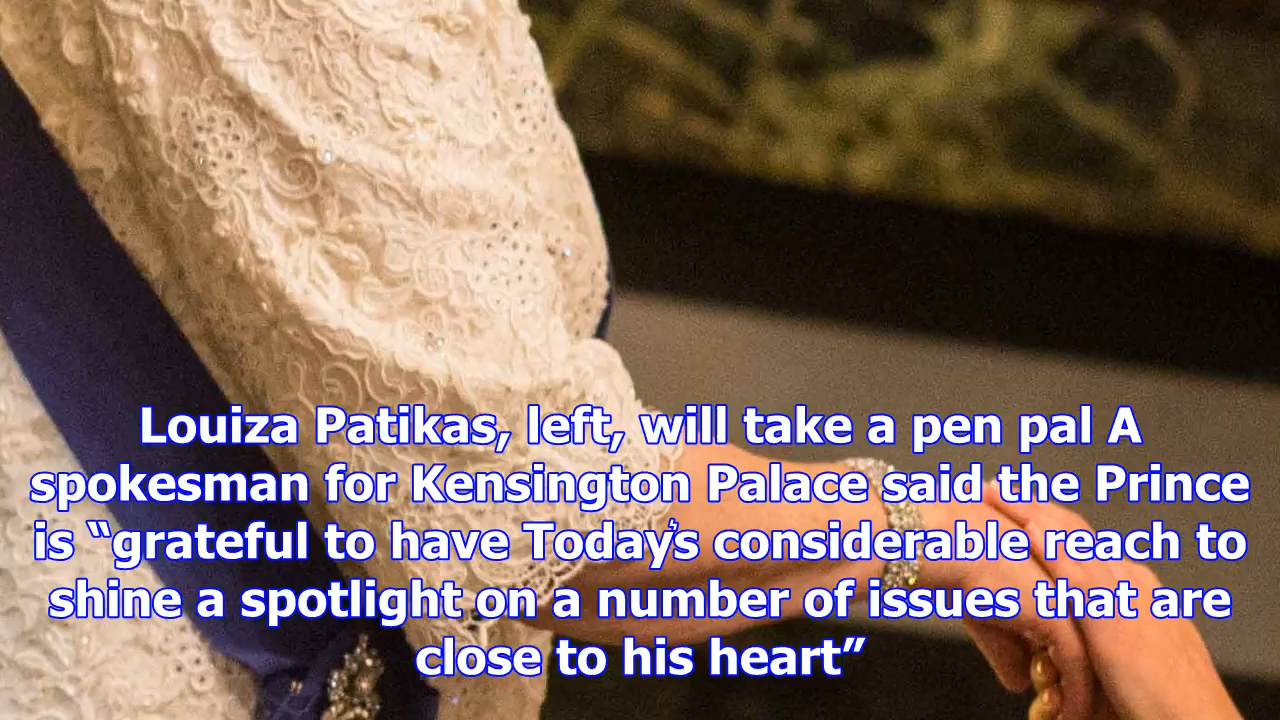 Louiza Patikas, left, will take a pen pal A
spokesman for Kensington Palace said the Prince
is “grateful to have Today’s considerable reach to
shine a spotlight on a number of issues that are
close to his heart”